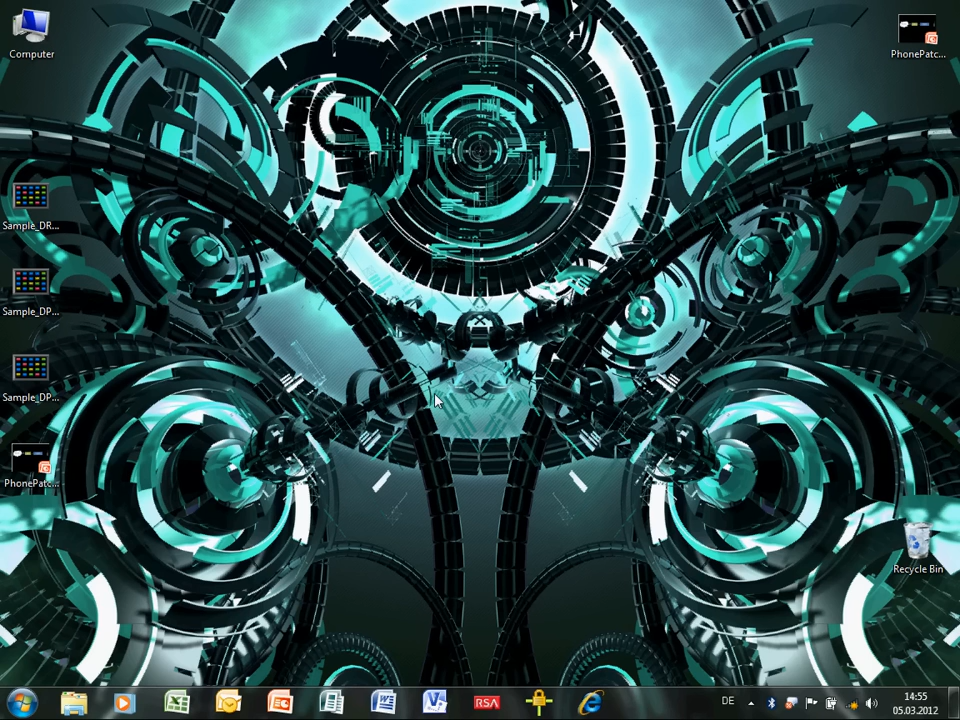 Computer
PhonePatc...
Sample_DR...
Sample_DP...
Sample_DP...
PhonePatc...
Recycle Bin
RSA
DE
14:55
05.03.2012